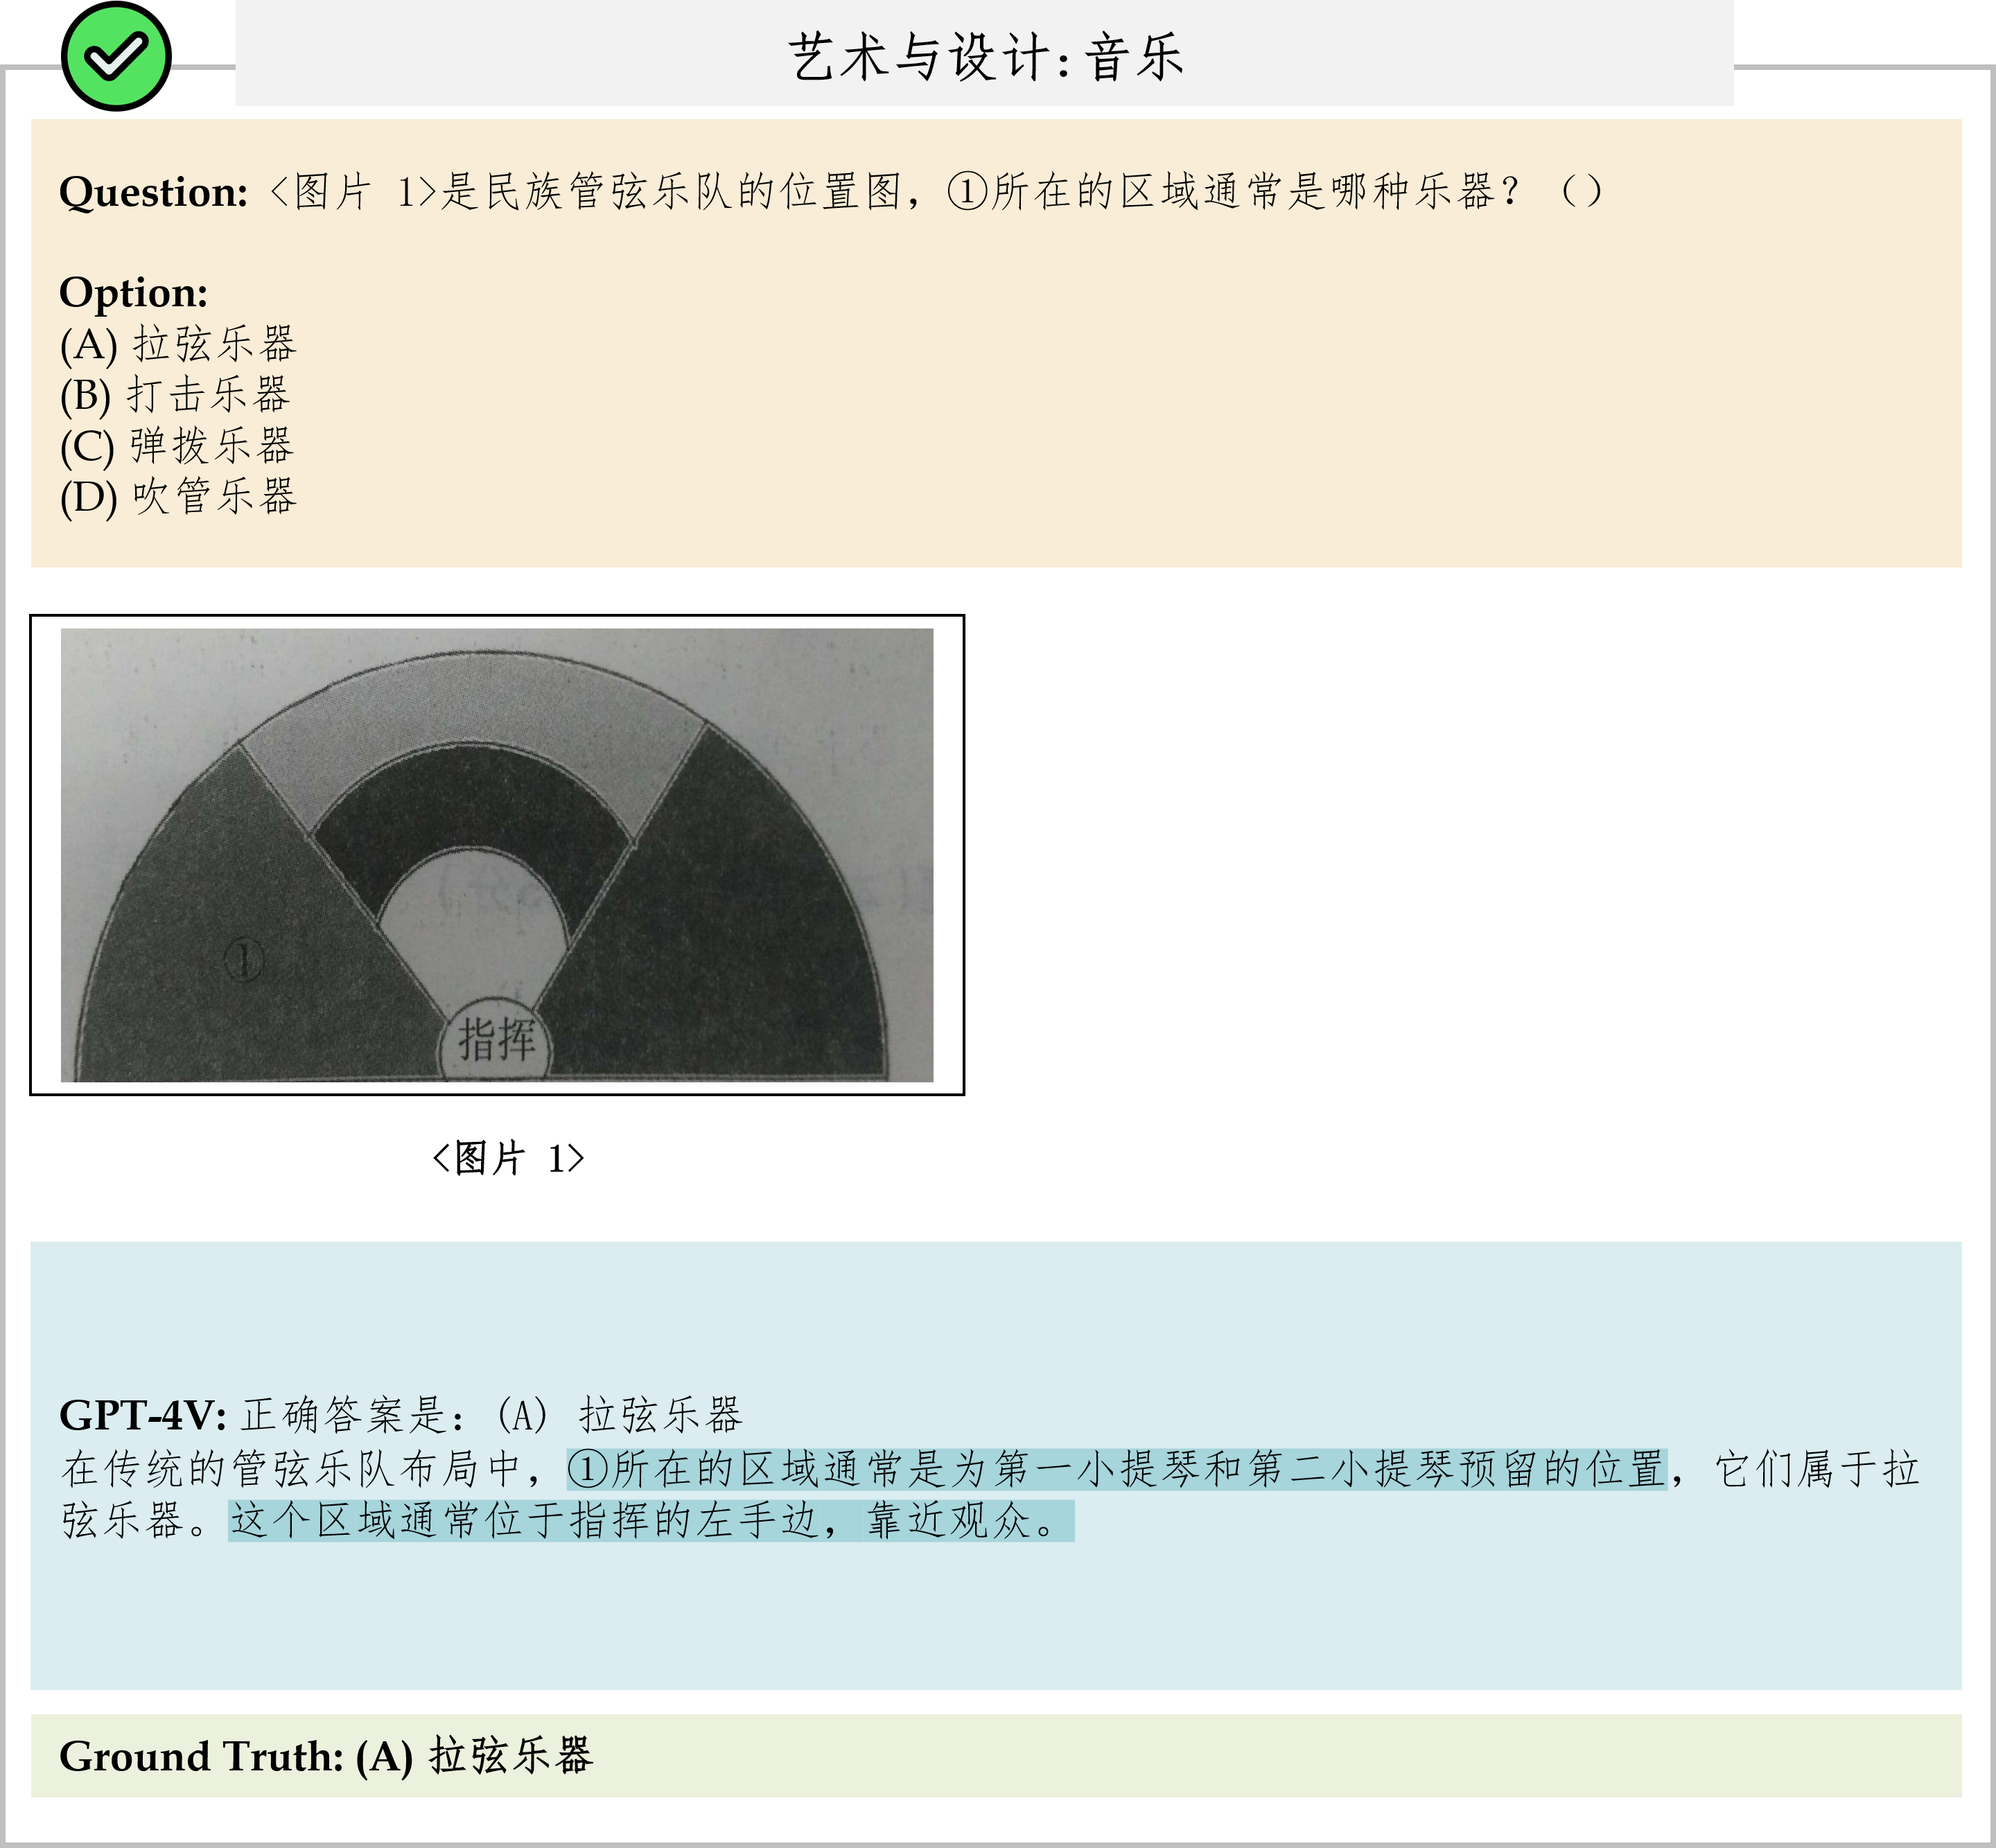 艺术与设计:音乐
Question: <图片 1>是民族管弦乐队的位置图，①所在的区域通常是哪种乐器？（）
Option:
(A) 拉弦乐器
(B) 打击乐器
(C) 弹拨乐器
(D) 吹管乐器
①
指挥
<图片 1>
GPT-4V: 正确答案是：(A) 拉弦乐器
在传统的管弦乐队布局中，①所在的区域通常是为第一小提琴和第二小提琴预留的位置，它们属于拉
弦乐器。这个区域通常位于指挥的左手边，靠近观众。
Ground Truth: (A) 拉弦乐器